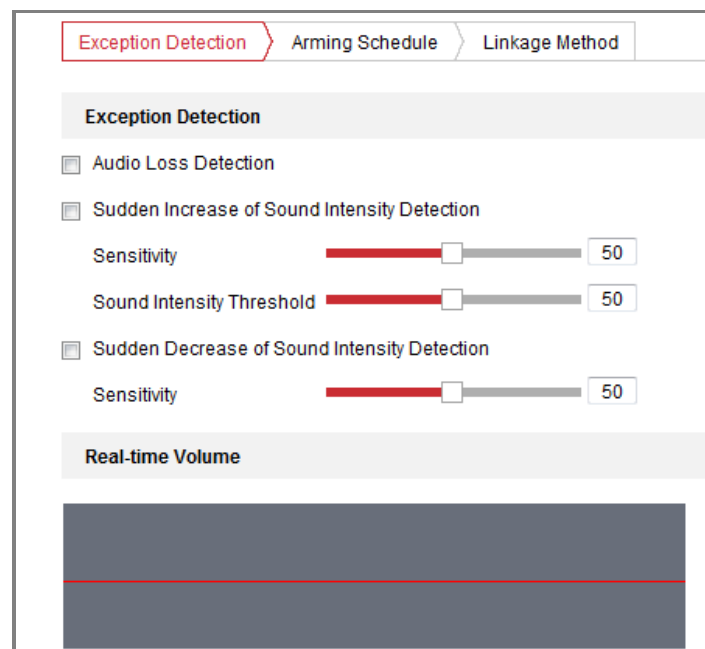 Exception Detection Arming Schedule Linkage Method
Exception Detection
Audio Loss Detection
Sudden Increase of Sound Intensity Detection
Sensitivity 50
Sound Intensity Threshold 50
Sudden Decrease of Sound Intensity Detection
Sensitivity 50
Real-time Volume